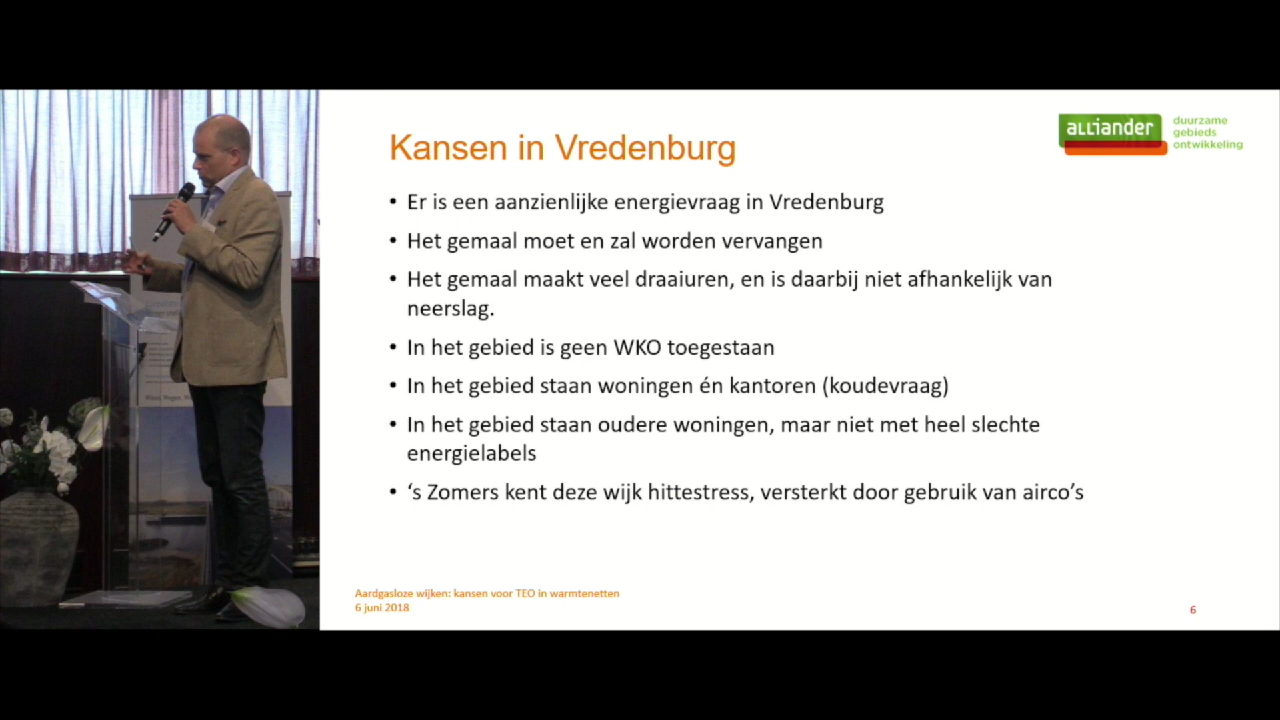 Kansen in Vredenburg
alliander
duurzame
gebieds
ontwikkeling
• Er is een aanzienlijke energievraag in Vredenburg
• Het gemaal moet en zal worden vervangen
• Het gemaal maakt veel draaiuren, en is daarbij niet afhankelijk van
neerslag.
• In het gebied is geen WKO toegestaan
• In het gebied staan woningen én kantoren (koudevraag)
• In het gebied staan oudere woningen, maar niet met heel slechte
energielabels
• ‘s Zomers kent deze wijk hittestress, versterkt door gebruik van airco’s
Aardgasloze wijken: kansen voor TEO in warmtenetten
6 juni 2018
6